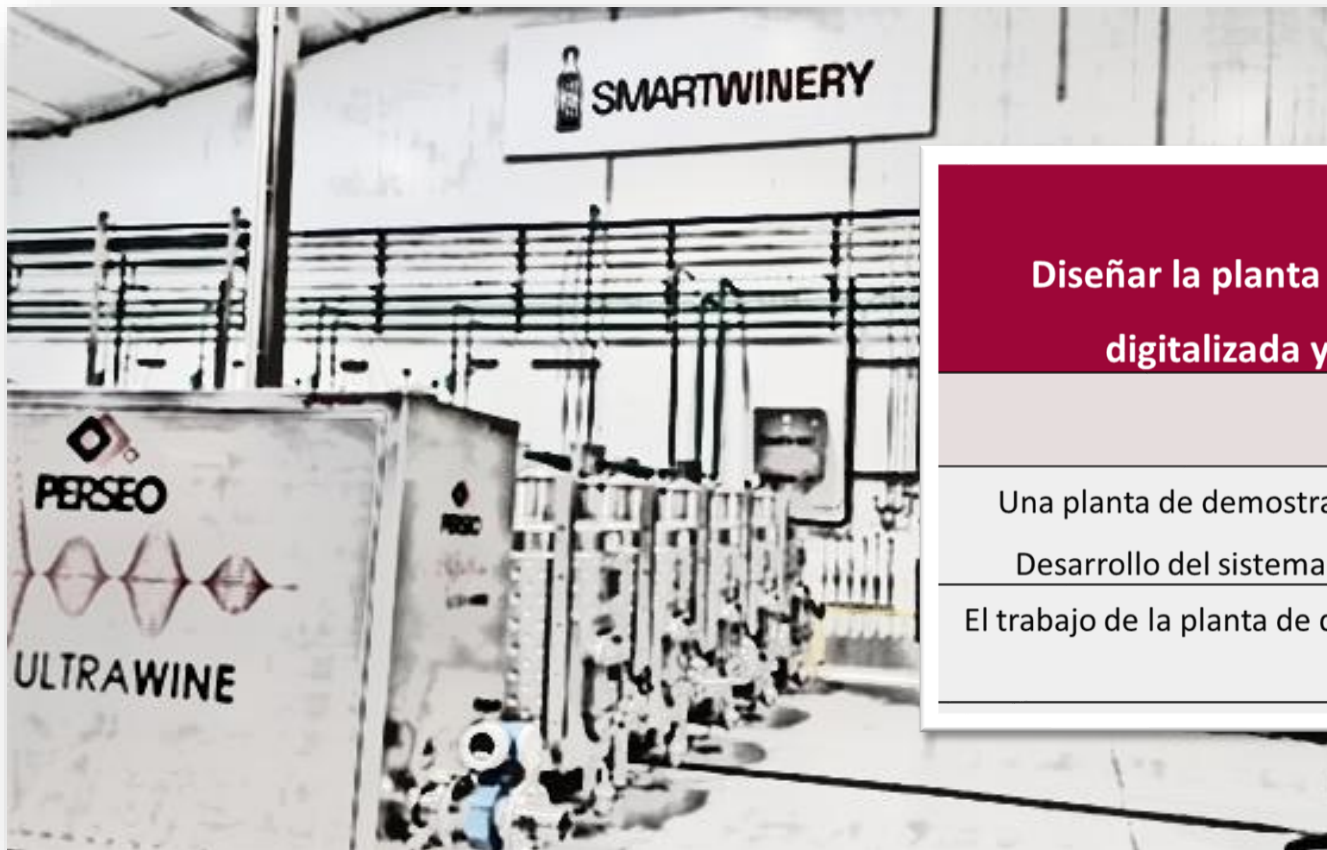 SMARTWINERY
PERSEO
ULTRAWINE
Diseñar la planta
digitalizada y
Una planta de demostra
Desarrollo del sistema
El trabajo de la planta de